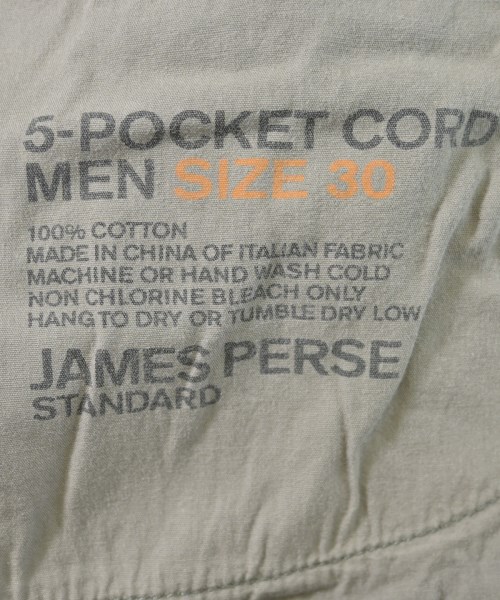 5-POCKET CORD
MEN SIZE 30
100% COTTON
MADE IN CHINA OF ITALIAN FABRIC
MACHINE OR HAND WASH COLD
NON CHLORINE BLEACH ONLY
HANG TO DRY OR TUMBLE DRY LOW
JAMES PERSE
STANDARD